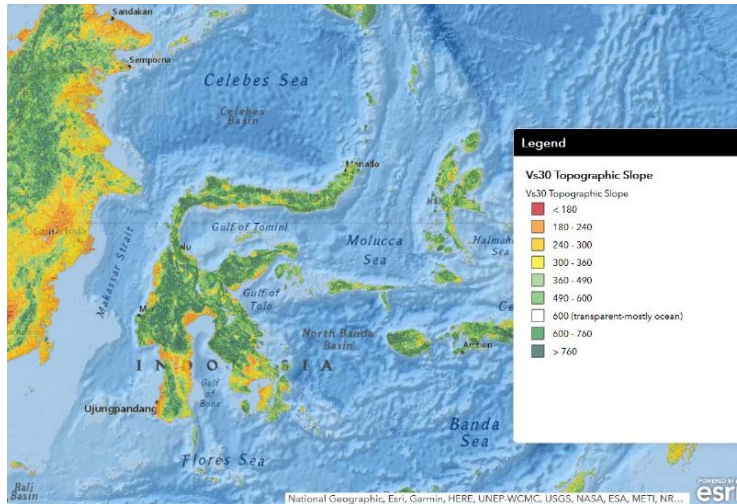 Sandakan
Semporna
Celebes Sea
Celebes
Basin
Manado
Gulf of Tomini
Molucca
Sea
Halmahera
Sea
Makassar Strait
Gulf of
Tolo
North Banda
Basin
Ambon
INDONESIA
Gulf
of
Bone
Ujungpandang
Banda
Sea
Flores Sea
Bali
Basin
Legend
Vs30 Topographic Slope
Vs30 Topographic Slope
< 180
180 - 240
240 - 300
300 - 360
360 - 490
490 - 600
600 (transparent-mostly ocean)
600 - 760
> 760
National Geographic, Esri, Garmin, HERE, UNEP-WCMC, USGS, NASA, ESA, METI, NR...
POWERED BY
esri